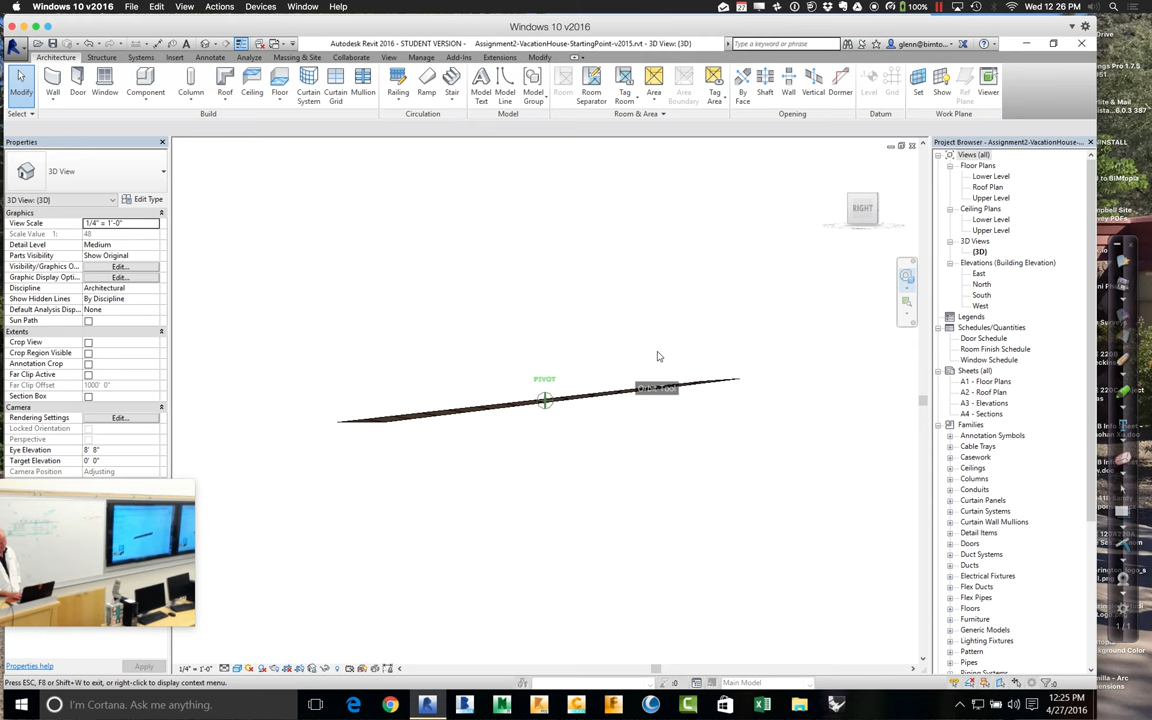 Windows 10 v2016 File Edit View Actions Devices Window Help 100% Wed 12:26 PM
Windows 10 v2016
Autodesk Revit 2016 - STUDENT VERSION - Assignment2-VacationHouse-StartingPoint-v2015.rvt - 3D View: {3D} Type a keyword or phrase glenn@bimto...
Architecture Structure Systems Insert Annotate Analyze Massing & Site Collaborate View Manage Add-Ins Extensions Modify
Modify Wall Door Window Component Column Roof Ceiling Floor Curtain System Curtain Grid Mullion Railing Ramp Stair Model Text Model Line Model Group Room Room Separator Tag Room Area Area Boundary Tag Area By Face Shaft Wall Vertical Dormer Level Grid Set Show Ref Plane Viewer
Select Build Circulation Model Room & Area Opening Datum Work Plane
Properties
3D View
3D View: {3D} Edit Type
Graphics
View Scale 1/4" = 1'-0"
Scale Value 1: 48
Detail Level Medium
Parts Visibility Show Original
Visibility/Graphics O... Edit...
Graphic Display Opti... Edit...
Discipline Architectural
Show Hidden Lines By Discipline
Default Analysis Disp... None
Sun Path
Extents
Crop View
Crop Region Visible
Annotation Crop
Far Clip Active
Far Clip Offset 1000' 0"
Section Box
Camera
Rendering Settings Edit...
Locked Orientation
Perspective
Eye Elevation 8' 8"
Target Elevation 0' 0"
Camera Position Adjusting
Properties help Apply
RIGHT
PIVOT
Orbit Tool
Project Browser - Assignment2-VacationHouse-...
Views (all)
Floor Plans
Lower Level
Roof Plan
Upper Level
Ceiling Plans
Lower Level
Upper Level
3D Views
{3D}
Elevations (Building Elevation)
East
North
South
West
Legends
Schedules/Quantities
Door Schedule
Room Finish Schedule
Window Schedule
Sheets (all)
A1 - Floor Plans
A2 - Roof Plan
A3 - Elevations
A4 - Sections
Families
Annotation Symbols
Cable Trays
Casework
Ceilings
Columns
Conduits
Curtain Panels
Curtain Systems
Curtain Wall Mullions
Detail Items
Doors
Duct Systems
Ducts
Electrical Fixtures
Flex Ducts
Flex Pipes
Floors
Furniture
Generic Models
Lighting Fixtures
Pattern
Pipes
Piping Systems
1/4" = 1'-0"
Press ESC, F8 or Shift+W to exit, or right-click to display context menu. :0 Main Model :0
I'm Cortana. Ask me anything. 12:25 PM
4/27/2016
1 / 1